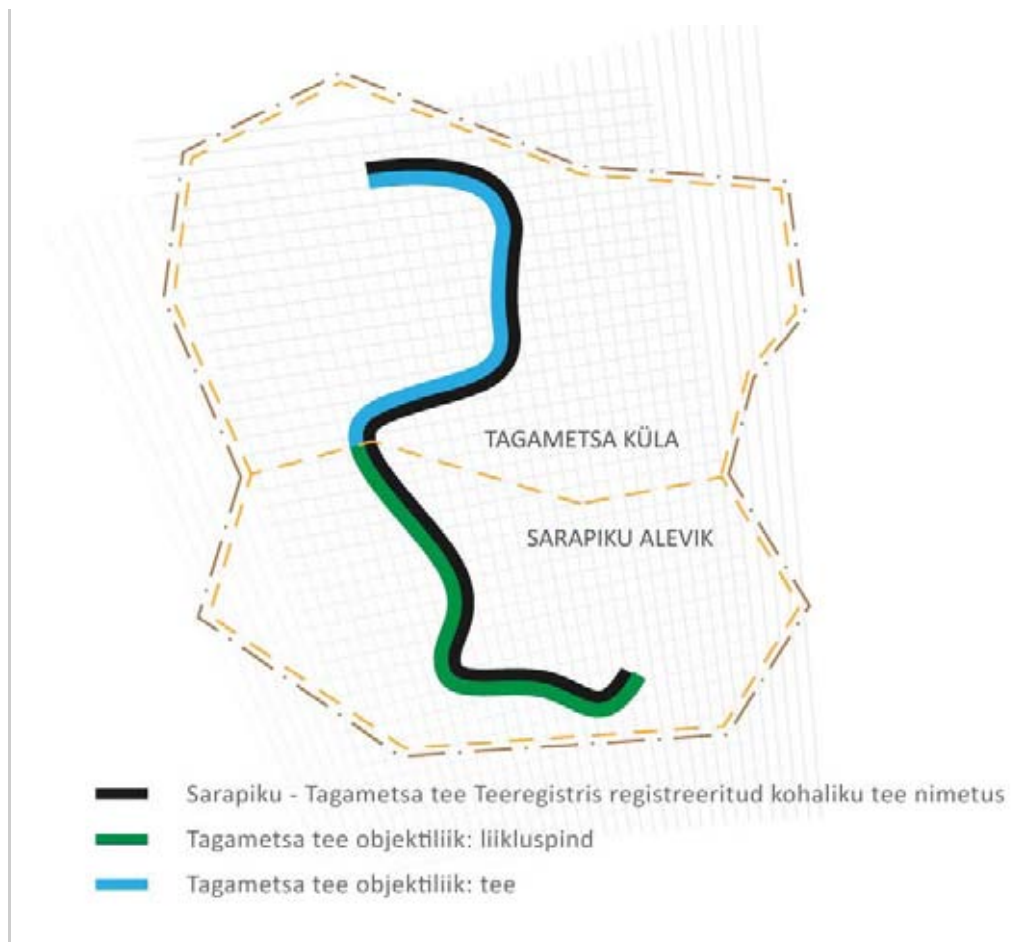 TAGAMETSA KÜLA
SARAPIKU ALEVIK
Sarapiku - Tagametsa tee Teeregistris registreeritud kohaliku tee nimetus
Tagametsa tee objektiliik: liikluspind
Tagametsa tee objektiliik: tee